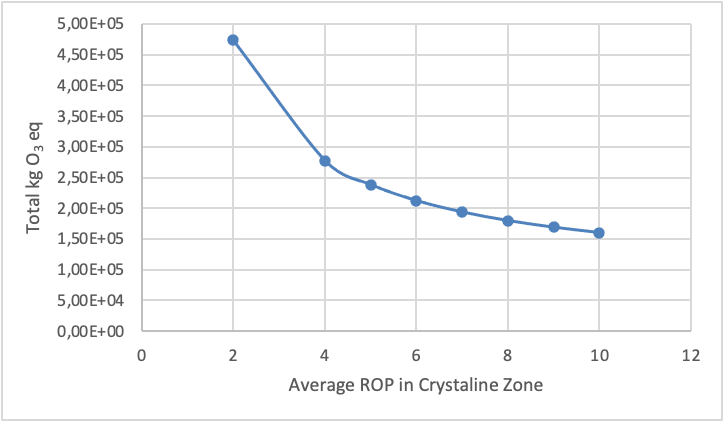 5,00E+05
4,50E+05
4,00E+05
3,50E+05
3,00E+05
2,50E+05
2,00E+05
1,50E+05
1,00E+05
5,00E+04
0,00E+00
Total kg O₃ eq
0 2 4 6 8 10 12
Average ROP in Crystaline Zone